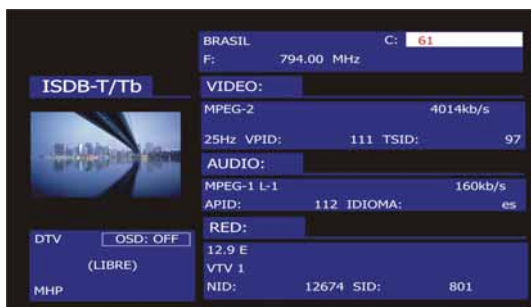 BRASIL C: 61
F: 794.00 MHz
ISDB-T/Tb
VIDEO:
MPEG-2 4014kb/s
25Hz VPID: 111 TSID: 97
AUDIO:
MPEG-1 L-1 160kb/s
APID: 112 IDIOMA: es
RED:
12.9 E
VTV 1
NID: 12674 SID: 801
DTV OSD: OFF
(LIBRE)
MHP